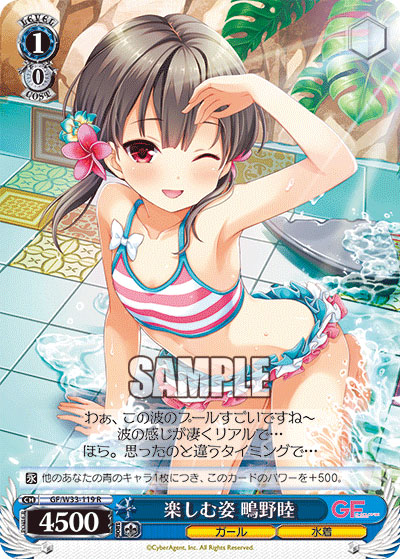 LEVEL
1
0
COST
SAMPLE
わぁ、この波のプールすごいですね～
波の感じが凄くリアルで…
ほら。思ったのと違うタイミングで…
永 他のあなたの青のキャラ1枚につき、このカードのパワーを＋500。
CH GF/W33-119 R
4500
楽しむ姿 鴫野睦
GF
ガール 水着
©CyberAgent, Inc. All Rights Reserved.